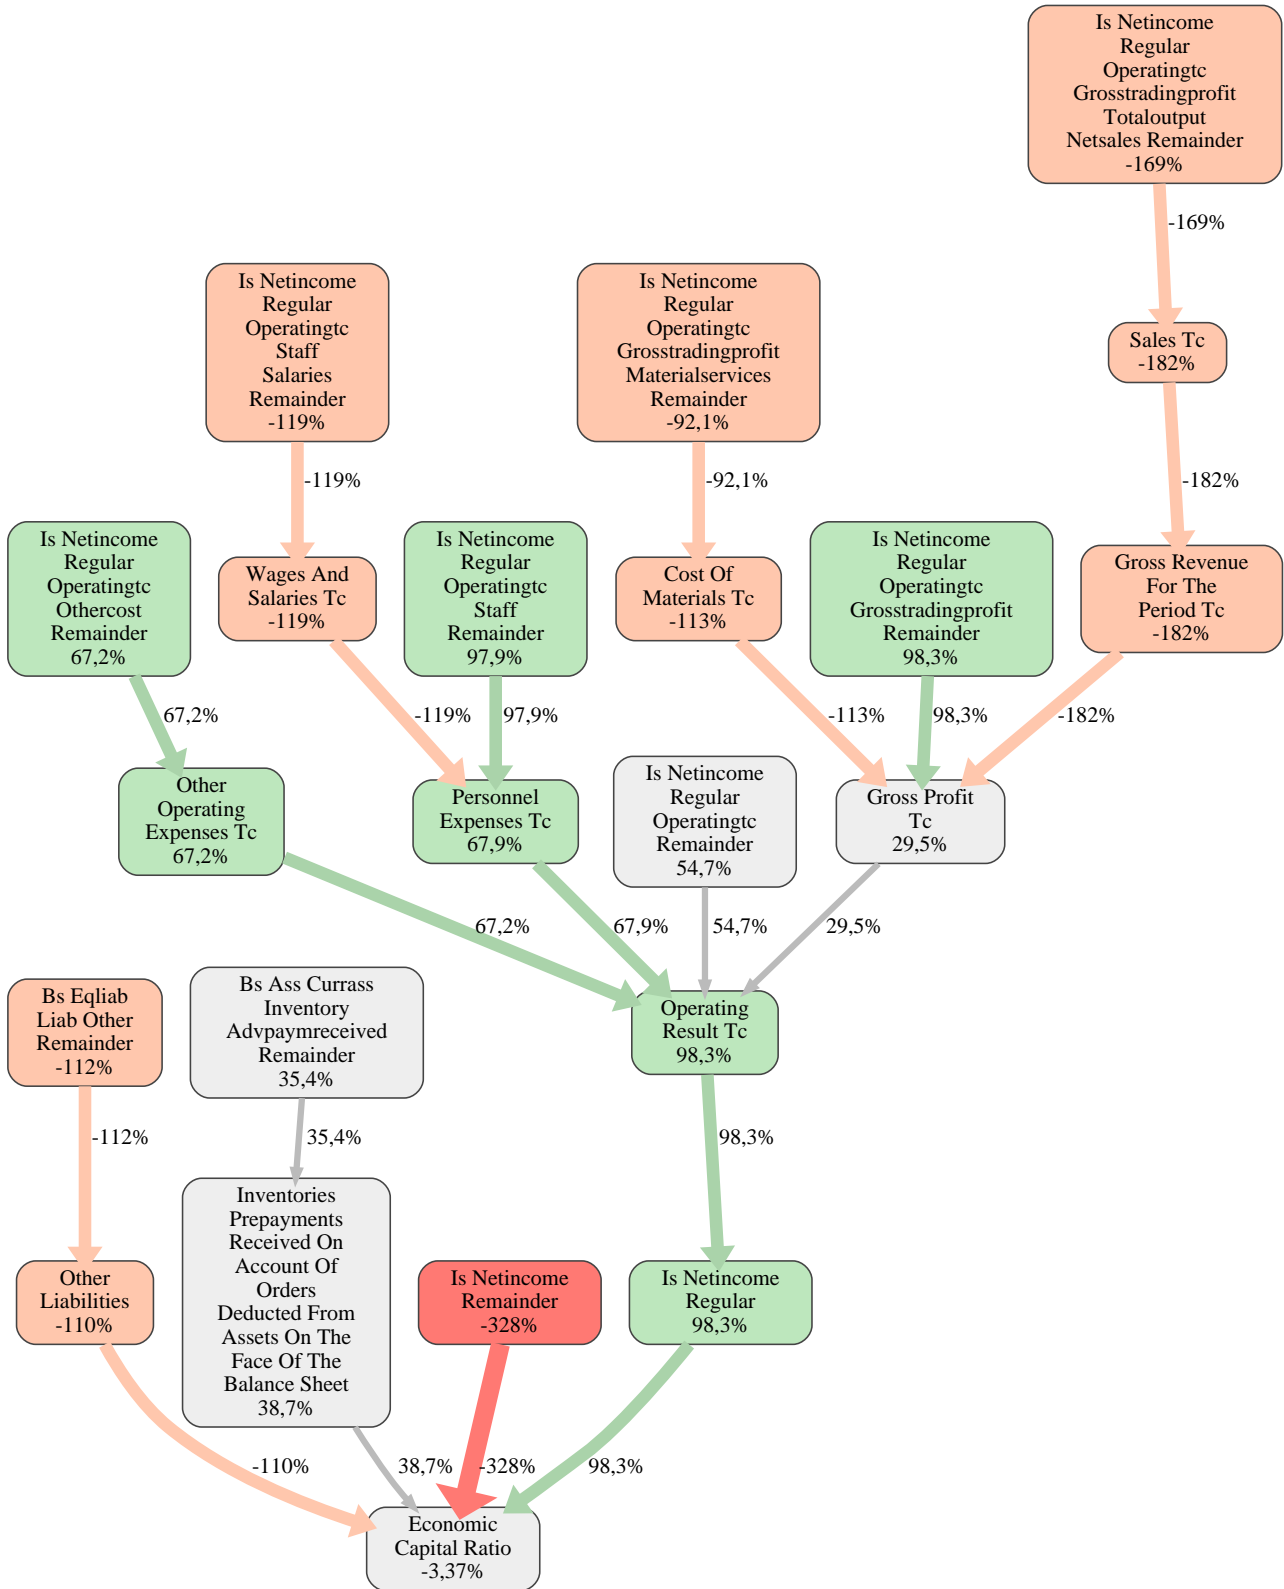 Is Netincome
Regular
Operatingtc
Grosstradingprofit
Totaloutput
Netsales Remainder
-169%
-169%
Is Netincome
Regular
Operatingtc
Staff
Salaries
Remainder
-119%
Is Netincome
Regular
Operatingtc
Grosstradingprofit
Materialservices
Remainder
-92,1%
Sales Tc
-182%
-119%
-92,1%
-182%
Is Netincome
Regular
Operatingtc
Othercost
Remainder
67,2%
Wages And
Salaries Tc
-119%
Is Netincome
Regular
Operatingtc
Staff
Remainder
97,9%
Cost Of
Materials Tc
-113%
Is Netincome
Regular
Operatingtc
Grosstradingprofit
Remainder
98,3%
Gross Revenue
For The
Period Tc
-182%
67,2%
-119%
97,9%
-113%
98,3%
-182%
Other
Operating
Expenses Tc
67,2%
Personnel
Expenses Tc
67,9%
Is Netincome
Regular
Operatingtc
Remainder
54,7%
Gross Profit
Tc
29,5%
67,2%
67,9%
54,7%
29,5%
Bs Eqliab
Liab Other
Remainder
-112%
Bs Ass Currass
Inventory
Advpaymreceived
Remainder
35,4%
Operating
Result Tc
98,3%
-112%
35,4%
98,3%
Other
Liabilities
-110%
Inventories
Prepayments
Received On
Account Of
Orders
Deducted From
Assets On The
Face Of The
Balance Sheet
38,7%
Is Netincome
Remainder
-328%
Is Netincome
Regular
98,3%
-110%
38,7%
-328%
98,3%
Economic
Capital Ratio
-3,37%